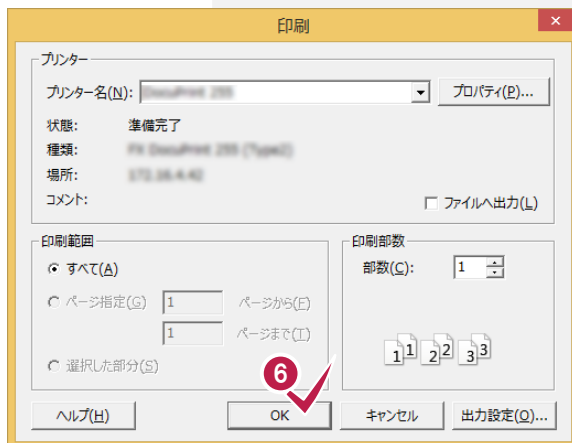 印刷
プリンター
プリンター名(N):
プロパティ(P)...
状態: 準備完了
種類:
場所:
コメント:
ファイルへ出力(L)
印刷範囲
すべて(A)
ページ指定(G) 1 ページから(F)
1 ページまで(T)
選択した部分(S)
印刷部数
部数(C): 1
1 1 2 2 3 3
6
ヘルプ(H) OK キャンセル 出力設定(O)...